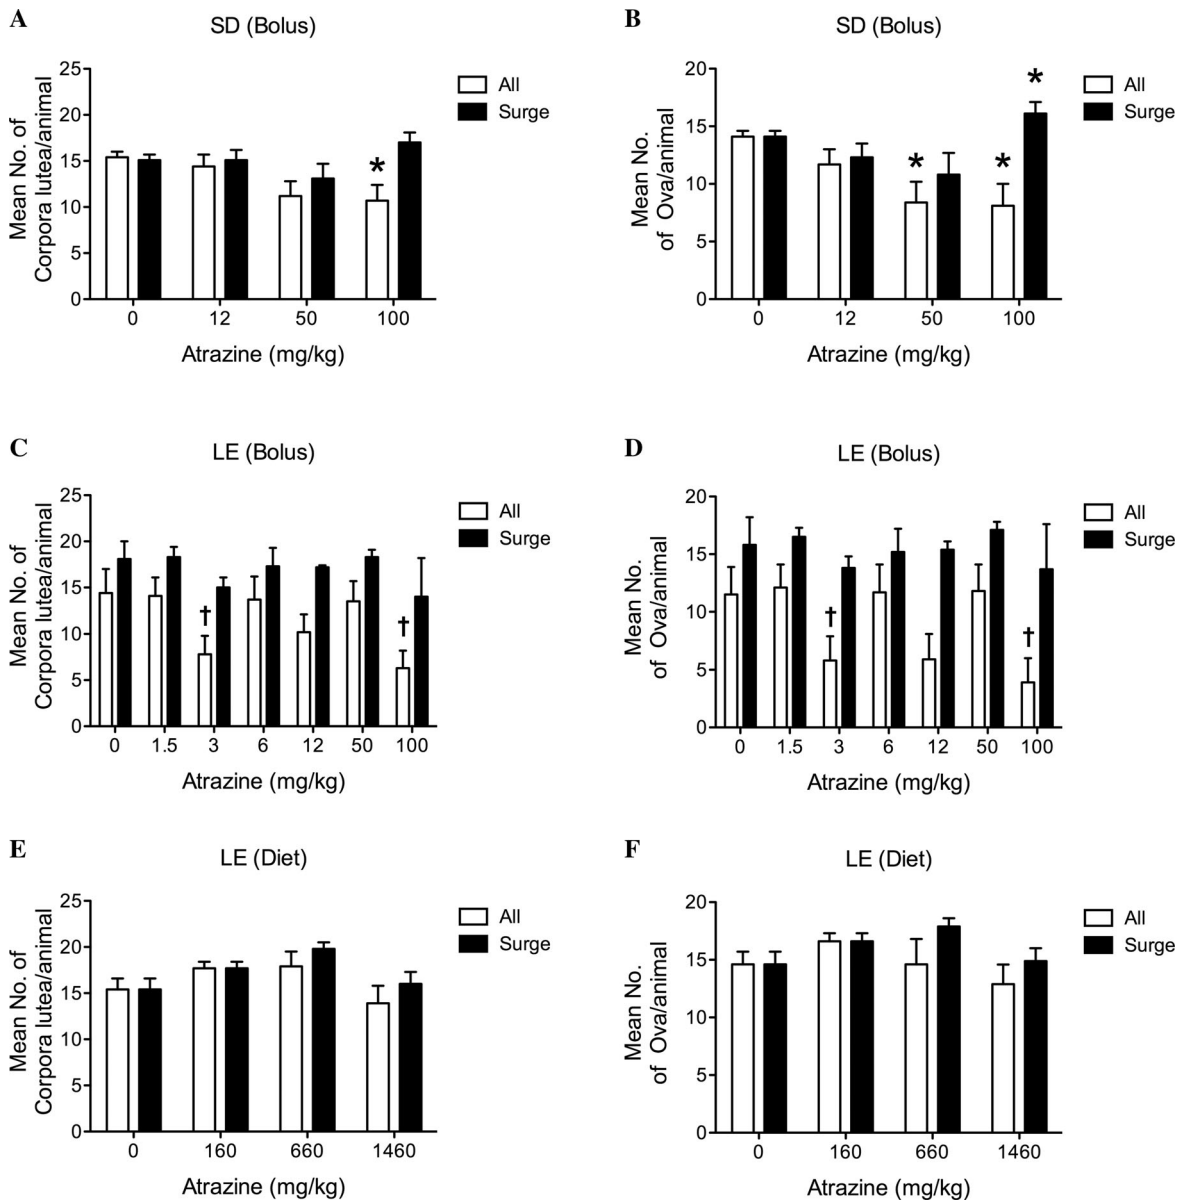 A
SD (Bolus)
Mean No. of
Corpora lutea/animal
25
20
15
10
5
0
*
All
Surge
0 12 50 100
Atrazine (mg/kg)
B
SD (Bolus)
Mean No.
of Ova/animal
20
15
10
5
0
* * *
All
Surge
0 12 50 100
Atrazine (mg/kg)
C
LE (Bolus)
Mean No. of
Corpora lutea/animal
25
20
15
10
5
0
† †
All
Surge
0 1.5 3 6 12 50 100
Atrazine (mg/kg)
D
LE (Bolus)
Mean No.
of Ova/animal
20
15
10
5
0
† †
All
Surge
0 1.5 3 6 12 50 100
Atrazine (mg/kg)
E
LE (Diet)
Mean No. of
Corpora lutea/animal
25
20
15
10
5
0
All
Surge
0 160 660 1460
Atrazine (mg/kg)
F
LE (Diet)
Mean No.
of Ova/animal
20
15
10
5
0
All
Surge
0 160 660 1460
Atrazine (mg/kg)